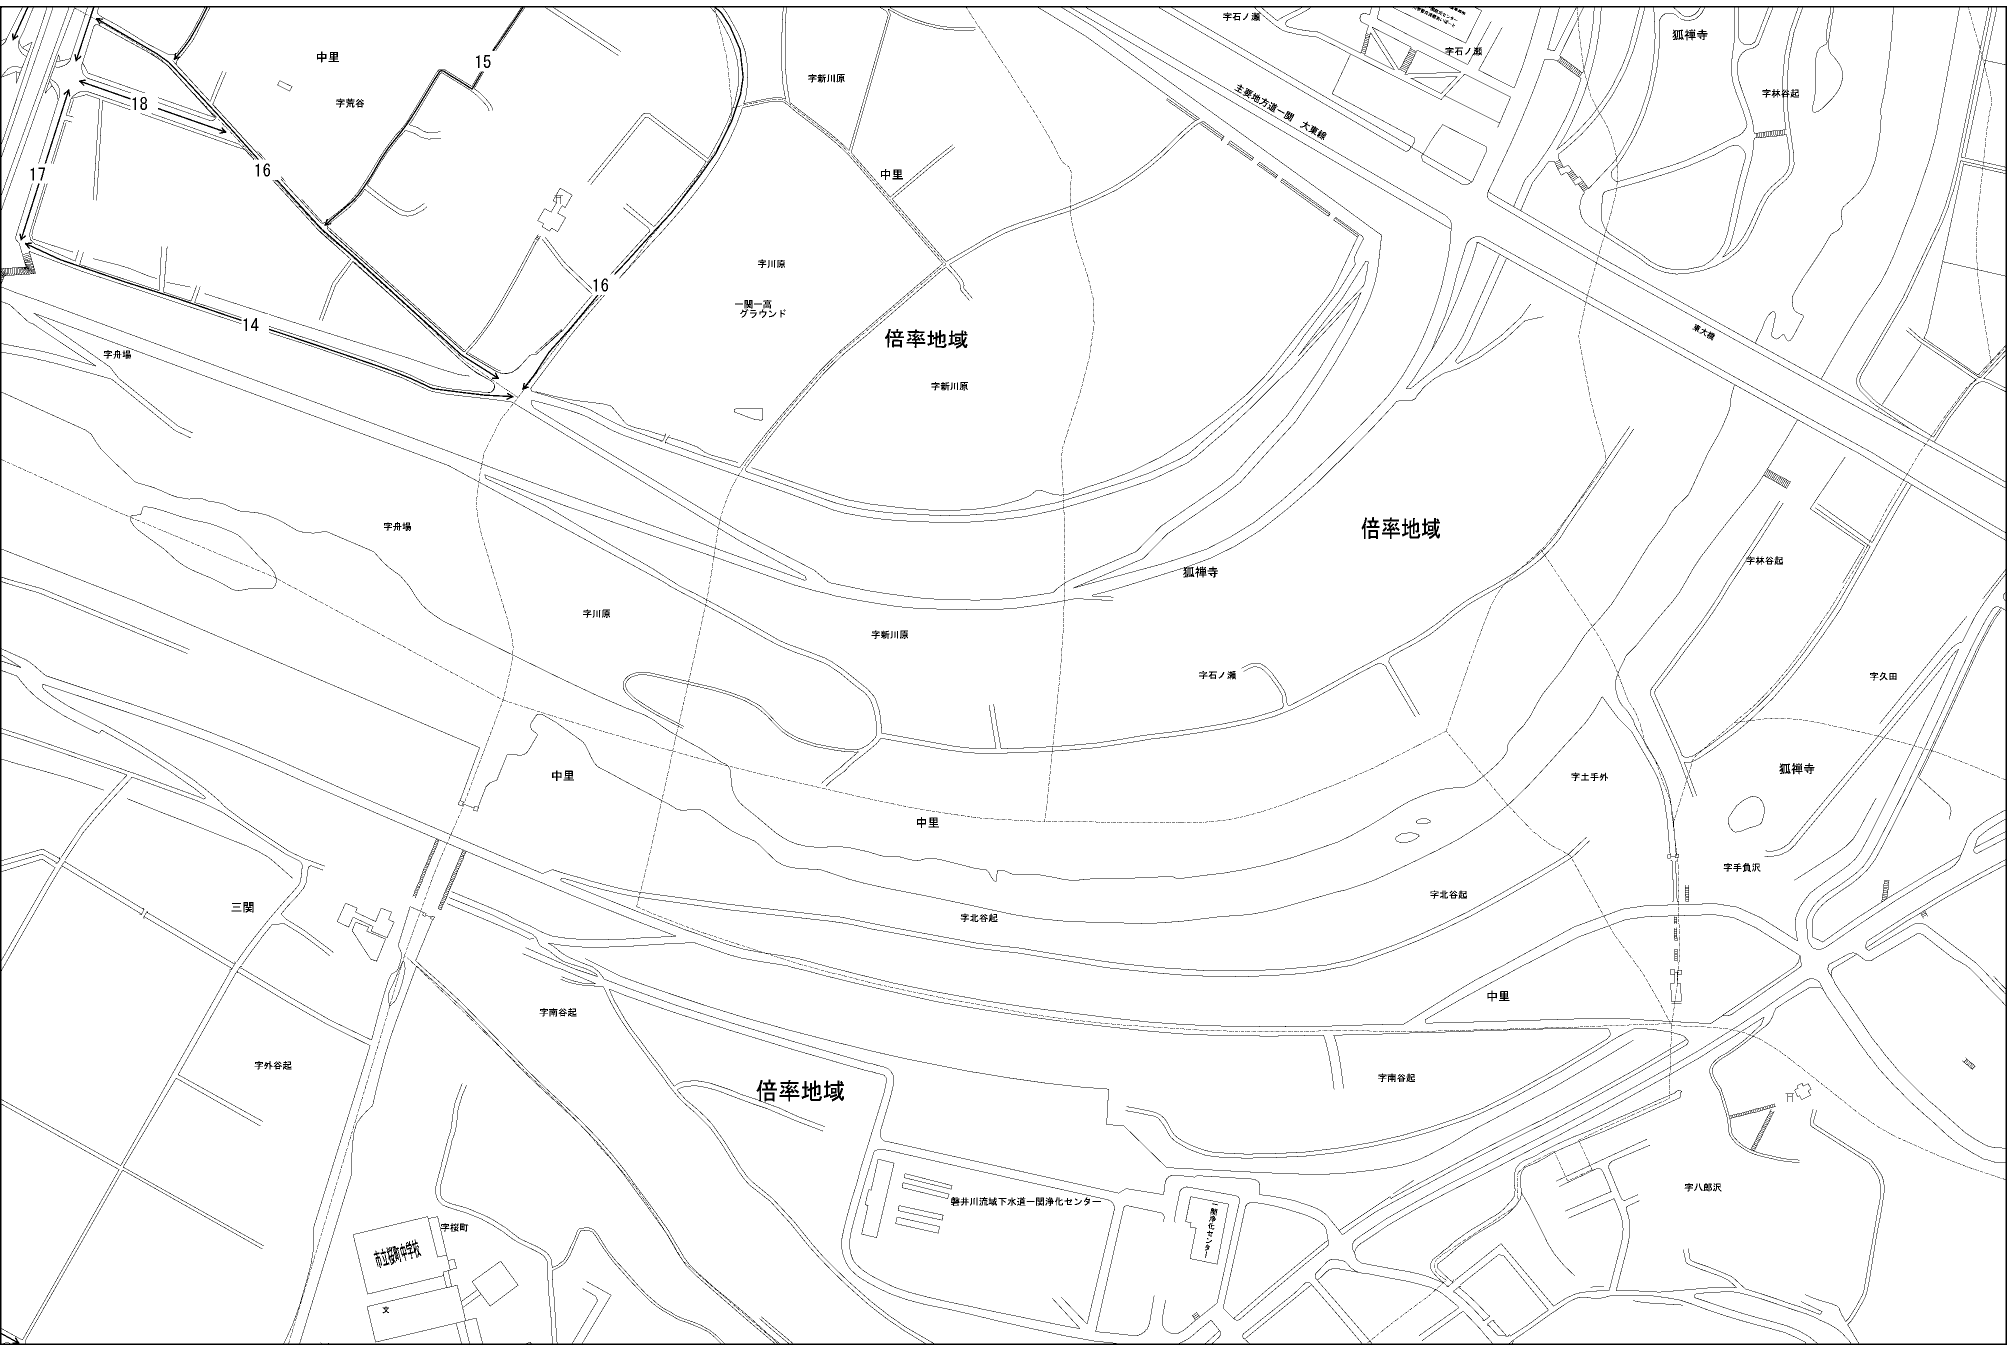 字石ノ瀬
字石ノ瀬
狐禅寺
中里
15
字新川原
字林谷起
字荒谷
18
主要地方道一関 大東線
16
17
中里
字川原
16
一関一高
グラウンド
14
倍率地域
東大橋
字舟場
字新川原
倍率地域
字舟場
字林谷起
狐禅寺
字川原
字新川原
字石ノ瀬
字久田
中里
字土手外
狐禅寺
中里
字手負沢
字北谷起
三関
字北谷起
中里
字南谷起
字外谷起
倍率地域
字南谷起
字八郎沢
磐井川流域下水道一関浄化センター
一関浄化センター
字桜町
市立桜町中学校
文